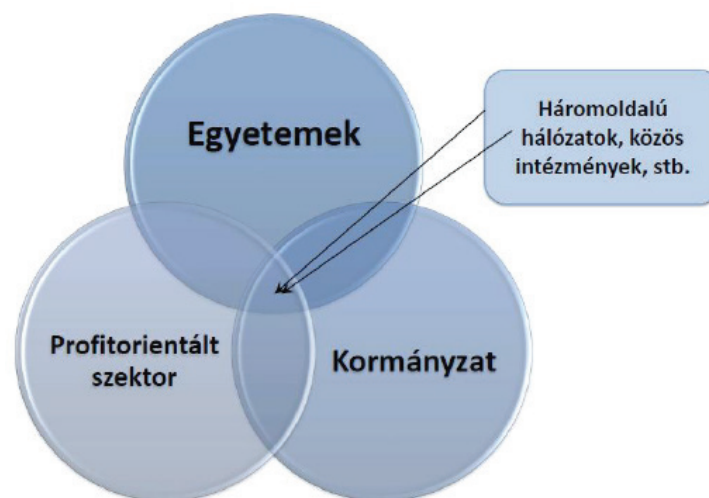 Egyetemek
Háromoldalú
hálózatok, közös
intézmények, stb.
Profitorientált
szektor
Kormányzat